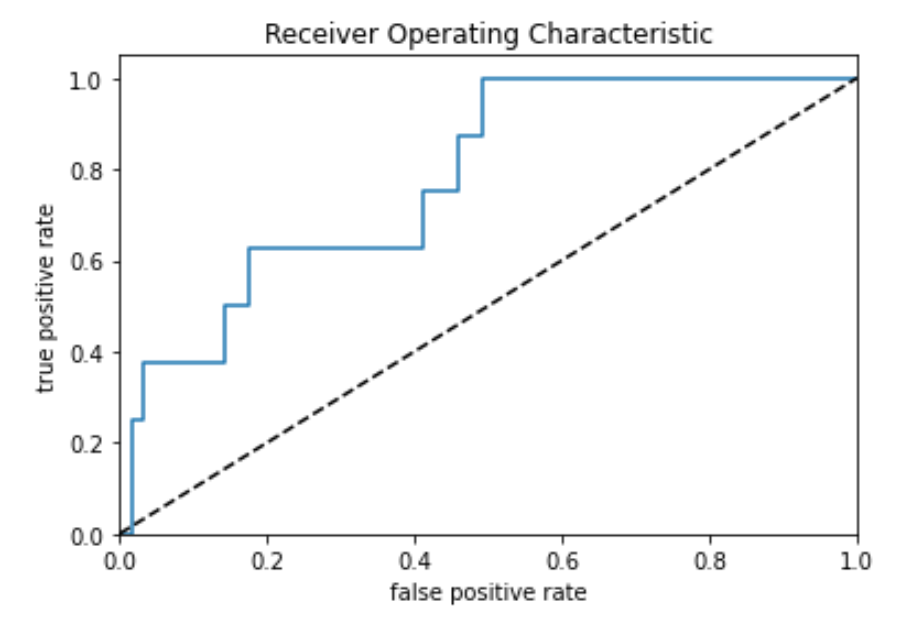 Receiver Operating Characteristic
1.0
0.8
0.6
0.4
0.2
0.0
true positive rate
0.0 0.2 0.4 0.6 0.8 1.0
false positive rate